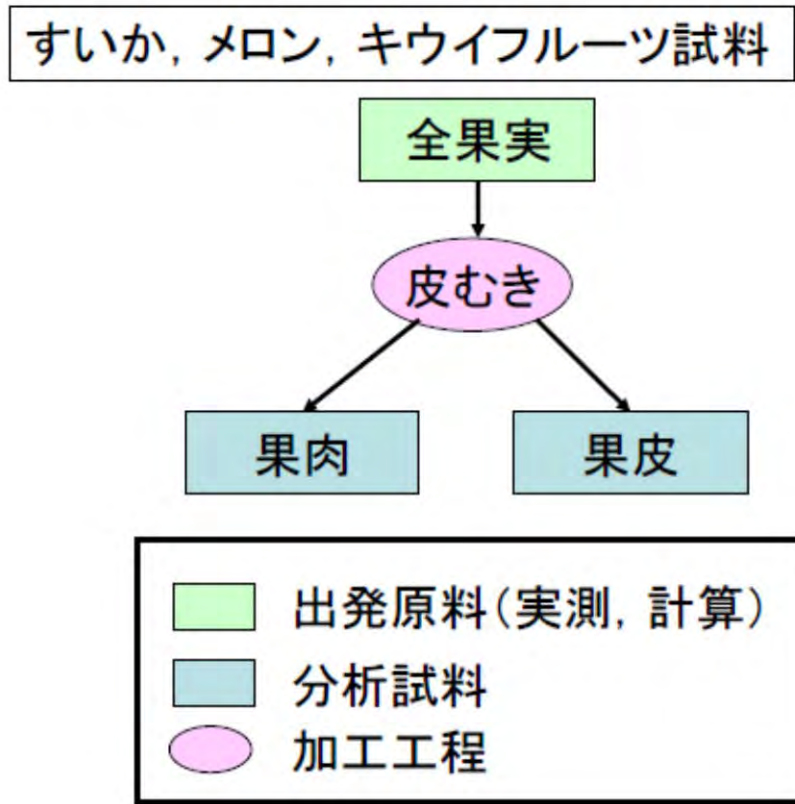 すいか, メロン, キウイフルーツ試料
全果実
皮むき
果肉
果皮
出発原料(実測, 計算)
分析試料
加工工程